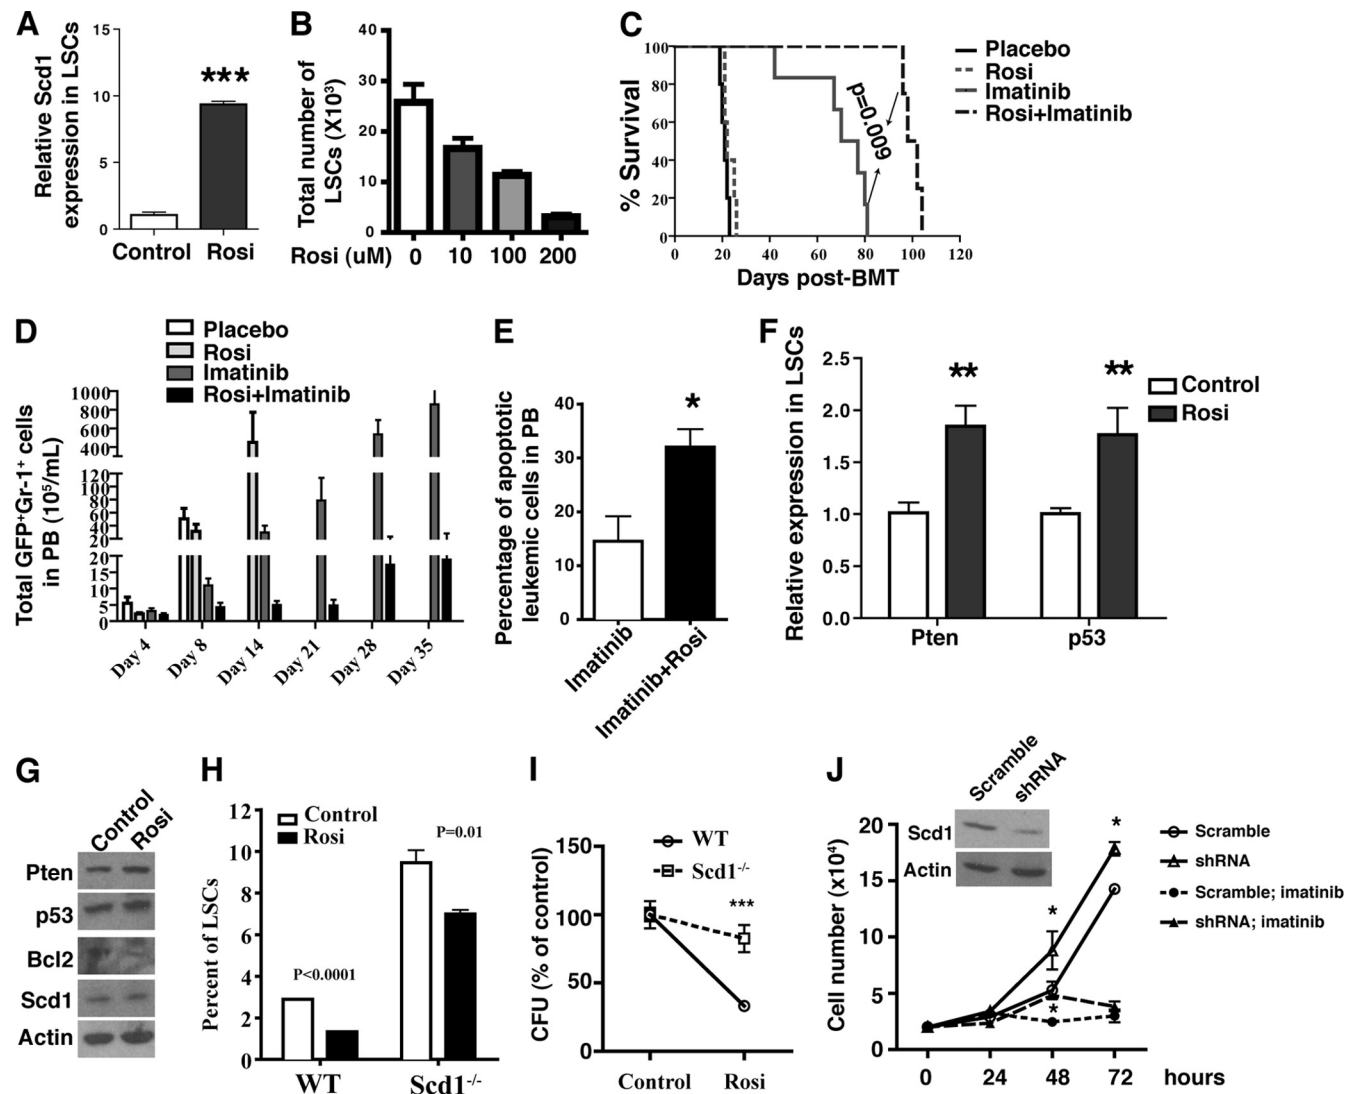 A
Relative Scd1
expression in LSCs
15
10
5
0
***
Control
Rosi
B
Total number of
LSCs (X10³)
40
30
20
10
0
Rosi (uM)
0
10
100
200
C
% Survival
100
80
60
40
20
0
p=0.009
0
20
40
60
80
100
120
Days post-BMT
Placebo
Rosi
Imatinib
Rosi+Imatinib
D
Placebo
Rosi
Imatinib
Rosi+Imatinib
Total GFP⁺Gr-1⁺ cells
in PB (10⁵/mL)
1000
800
600
400
120
100
80
60
40
20
20
15
10
5
0
Day 4
Day 8
Day 14
Day 21
Day 28
Day 35
E
Percentage of apoptotic
leukemic cells in PB
40
30
20
10
0
*
Imatinib
Imatinib+Rosi
F
Relative expression in LSCs
2.5
2.0
1.5
1.0
0.5
0.0
**
**
Pten
p53
Control
Rosi
G
Control
Rosi
Pten
p53
Bcl2
Scd1
Actin
H
Percent of LSCs
12
10
8
6
4
2
0
Control
Rosi
P<0.0001
P=0.01
WT
Scd1⁻/⁻
I
CFU (% of control)
150
100
50
0
WT
Scd1⁻/⁻
***
Control
Rosi
J
Scramble
shRNA
Scd1
Actin
Cell number (x10⁴)
20
15
10
5
0
*
*
*
0
24
48
72
hours
Scramble
shRNA
Scramble; imatinib
shRNA; imatinib